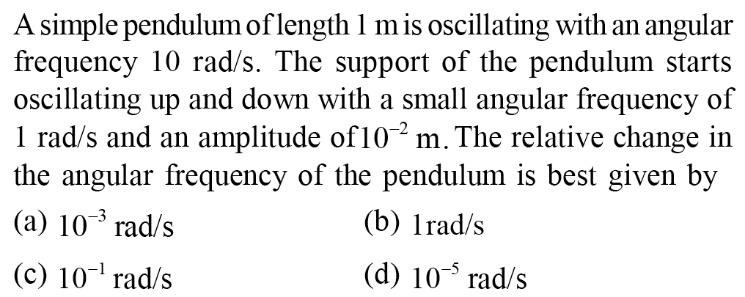 A simple pendulum of length 1 m is oscillating with an angular
frequency 10 rad/s. The support of the pendulum starts
oscillating up and down with a small angular frequency of
1 rad/s and an amplitude of 10⁻² m. The relative change in
the angular frequency of the pendulum is best given by
(a) 10⁻³ rad/s (b) 1rad/s
(c) 10⁻¹ rad/s (d) 10⁻⁵ rad/s